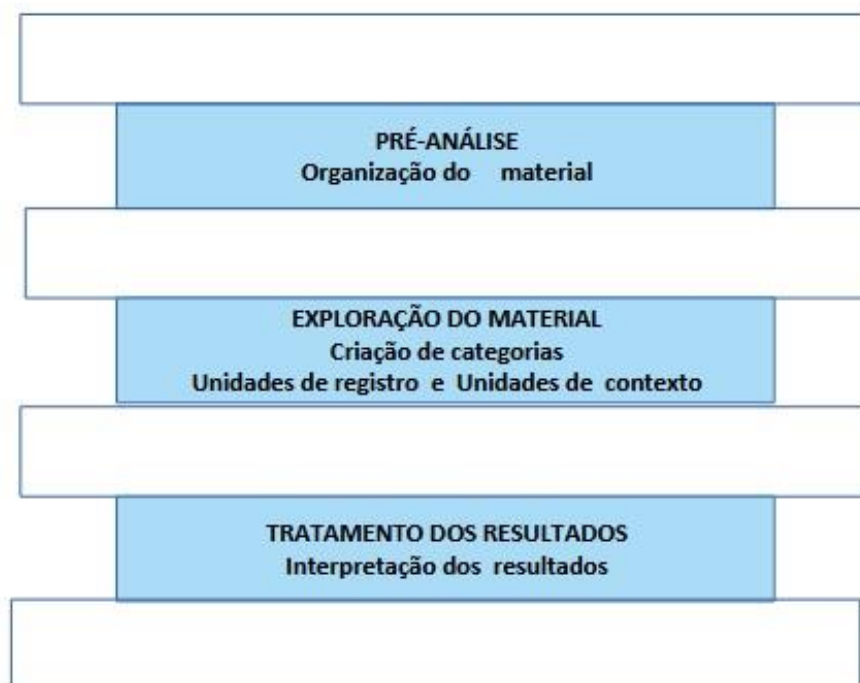 PRÉ-ANÁLISE
Organização do material
EXPLORAÇÃO DO MATERIAL
Criação de categorias
Unidades de registro e Unidades de contexto
TRATAMENTO DOS RESULTADOS
Interpretação dos resultados